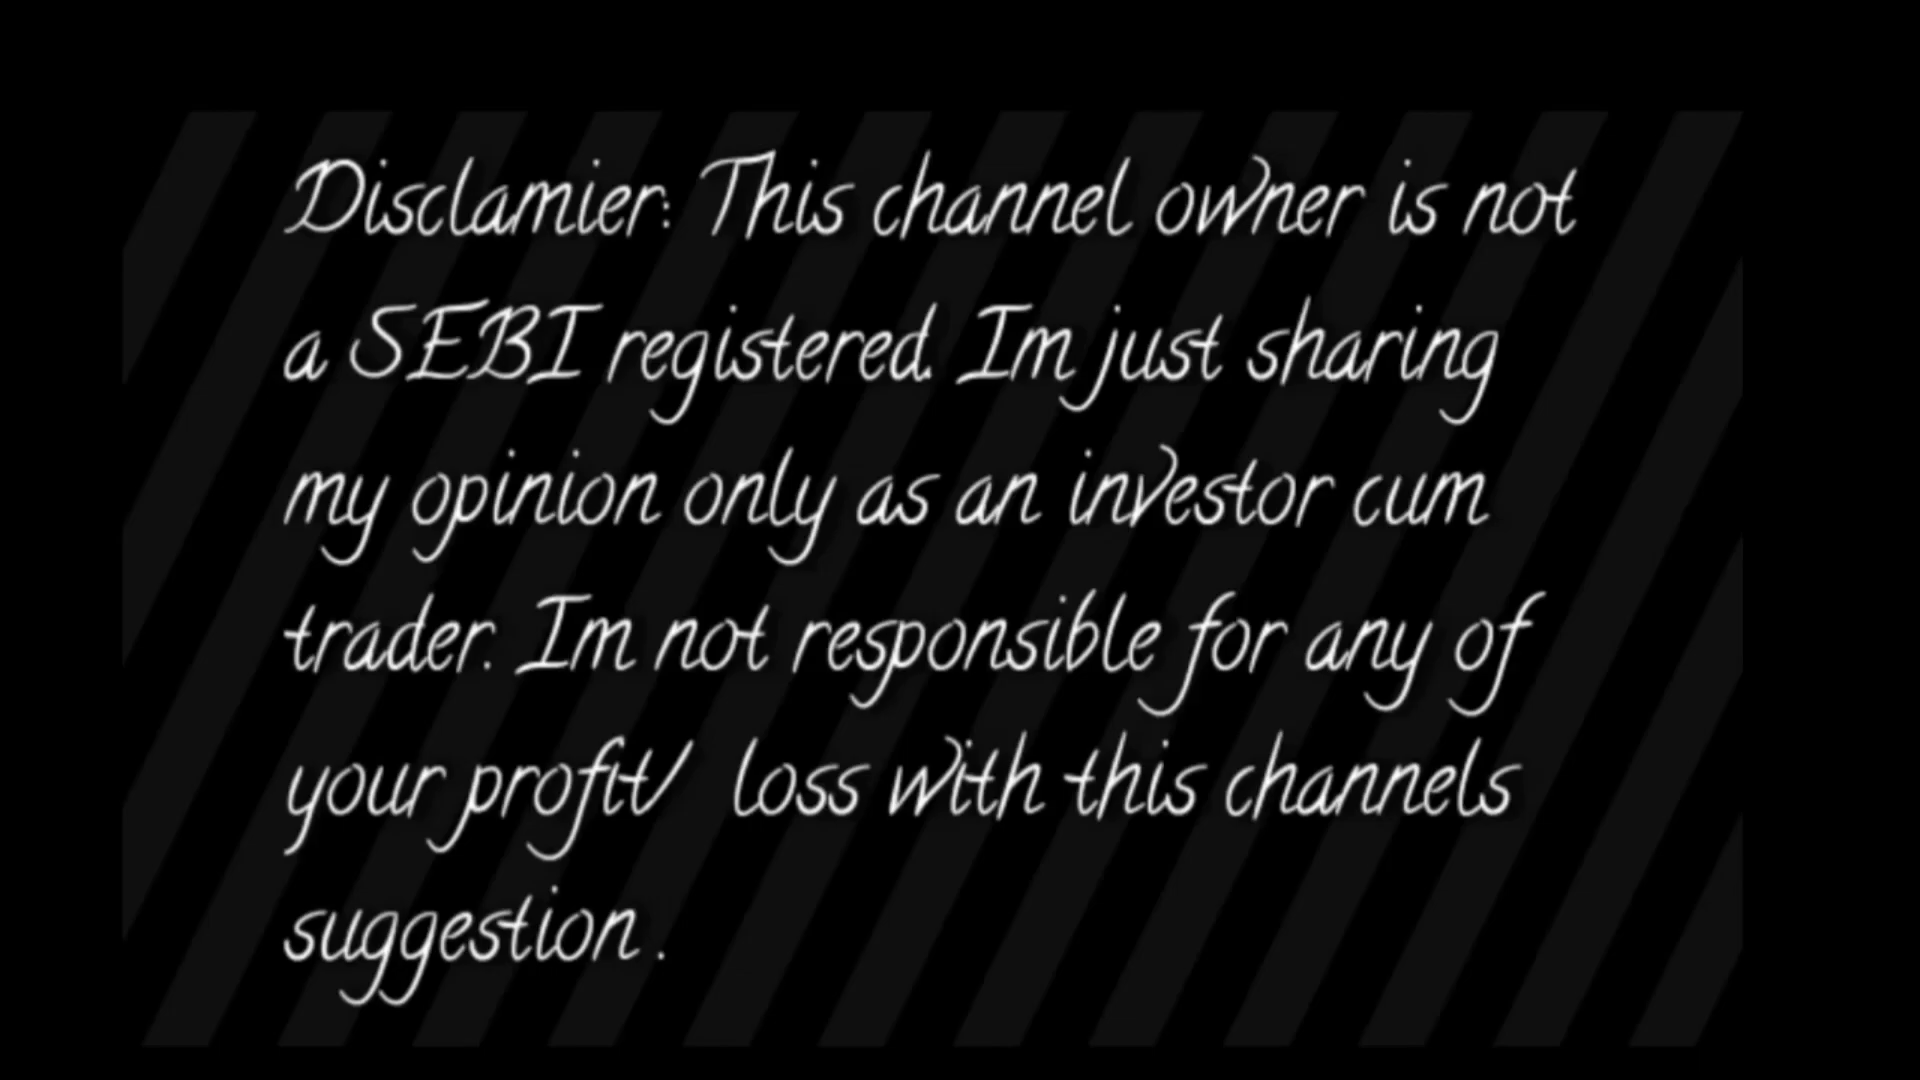 Disclamier: This channel owner is not
a SEBI registered. Im just sharing
my opinion only as an investor cum
trader. Im not responsible for any of
your profit/ loss with this channels
suggestion .